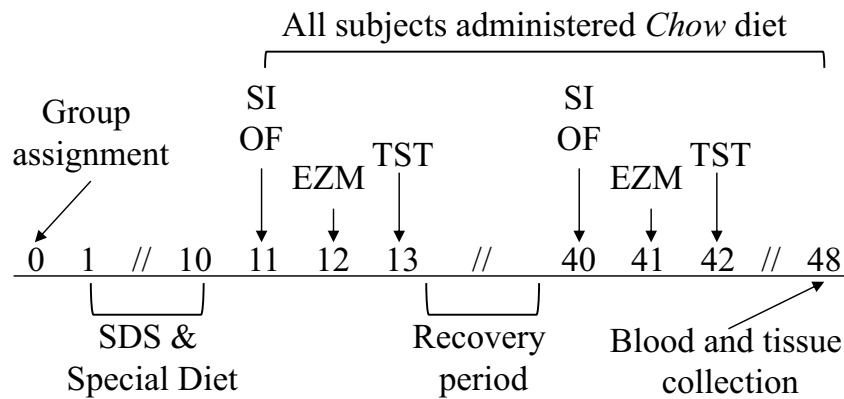 All subjects administered Chow diet
Group
assignment
SI
OF
EZM
TST
SI
OF
EZM
TST
0 1 // 10 11 12 13 // 40 41 42 // 48
SDS &
Special Diet
Recovery
period
Blood and tissue
collection